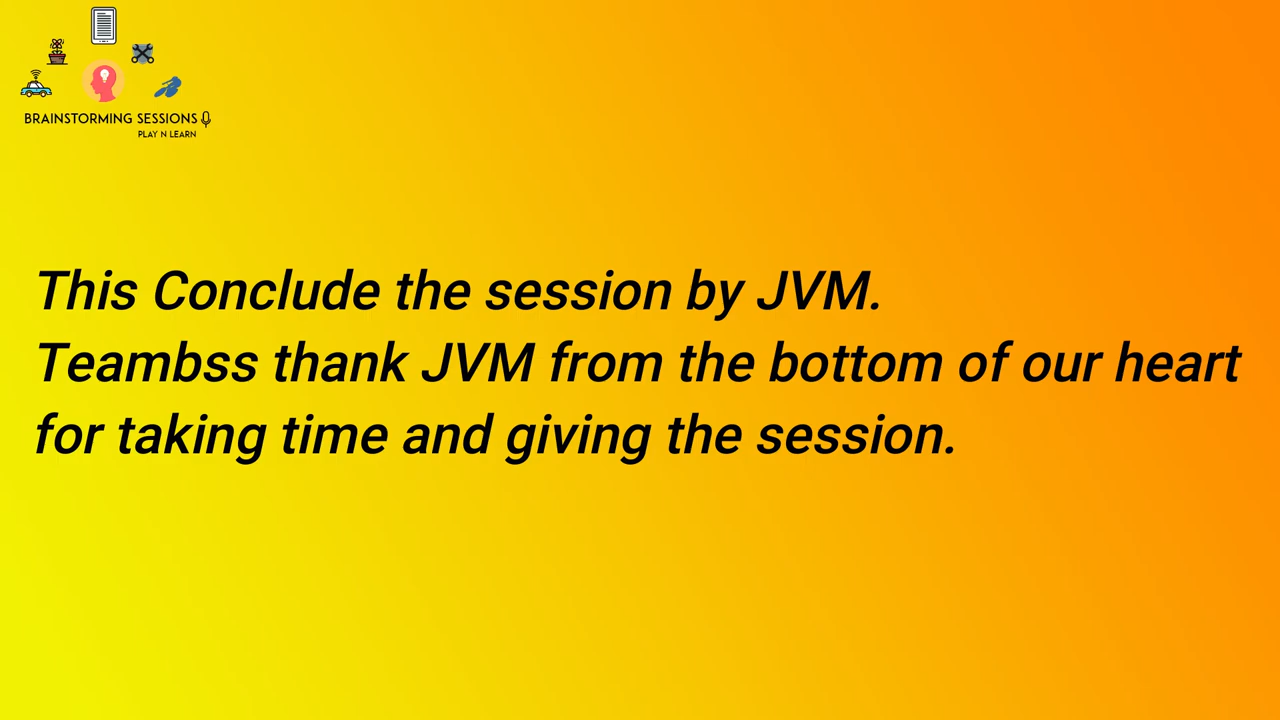 BRAINSTORMING SESSIONS
PLAY N LEARN
This Conclude the session by JVM.
Teambss thank JVM from the bottom of our heart
for taking time and giving the session.